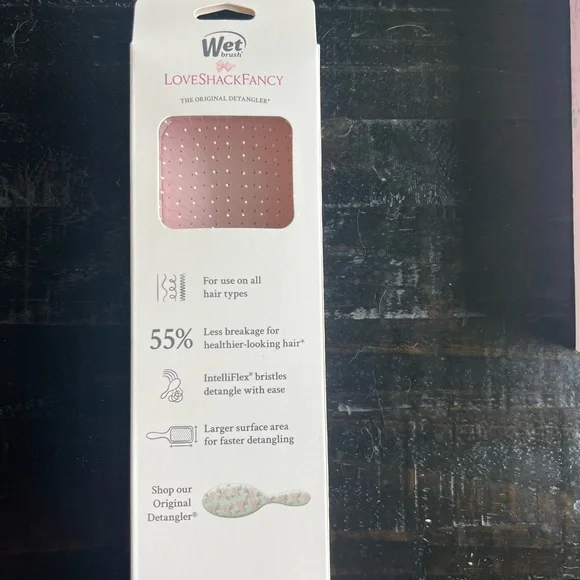 Wet
brush®
LOVESHACKFANCY
THE ORIGINAL DETANGLER®
For use on all
hair types
55%
Less breakage for
healthier-looking hair*
IntelliFlex® bristles
detangle with ease
Larger surface area
for faster detangling
Shop our
Original
Detangler®